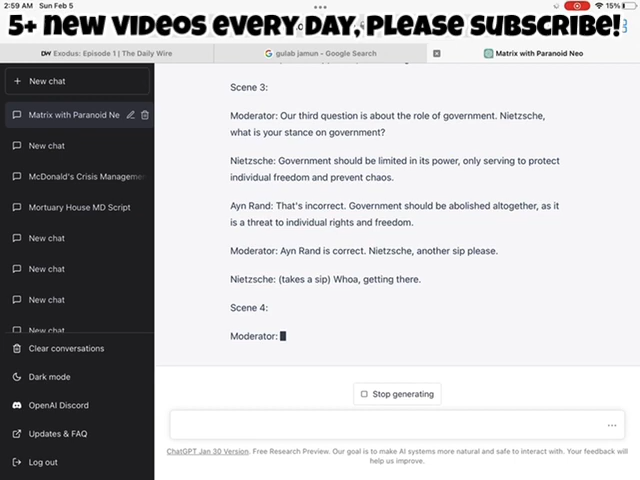 2:59 AM Sun Feb 5
15%
5+ new videos every day, please subscribe!
DW Exodus: Episode 1 | The Daily Wire
gulab jamun - Google Search
Matrix with Paranoid Neo
+ New chat
Matrix with Paranoid Ne
New chat
McDonald's Crisis Manageme
Mortuary House MD Script
New chat
New chat
New chat
New chat
Clear conversations
Dark mode
OpenAI Discord
Updates & FAQ
Log out
Scene 3:
Moderator: Our third question is about the role of government. Nietzsche,
what is your stance on government?
Nietzsche: Government should be limited in its power, only serving to protect
individual freedom and prevent chaos.
Ayn Rand: That's incorrect. Government should be abolished altogether, as it
is a threat to individual rights and freedom.
Moderator: Ayn Rand is correct. Nietzsche, another sip please.
Nietzsche: (takes a sip) Whoa, getting there.
Scene 4:
Moderator:
Stop generating
ChatGPT Jan 30 Version. Free Research Preview. Our goal is to make AI systems more natural and safe to interact with. Your feedback will
help us improve.